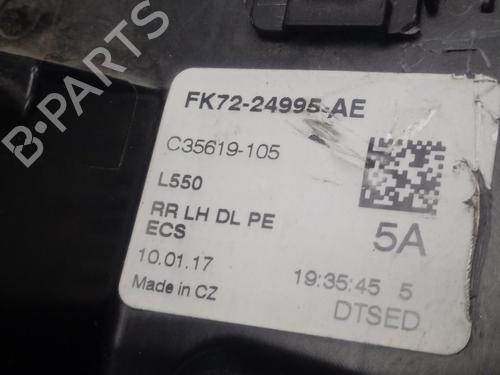 B-PARTS
FK72-24995-AE
C35619-105
L550
RR LH DL PE
ECS
5A
10.01.17
19:35:45 5
Made in CZ
DTSED